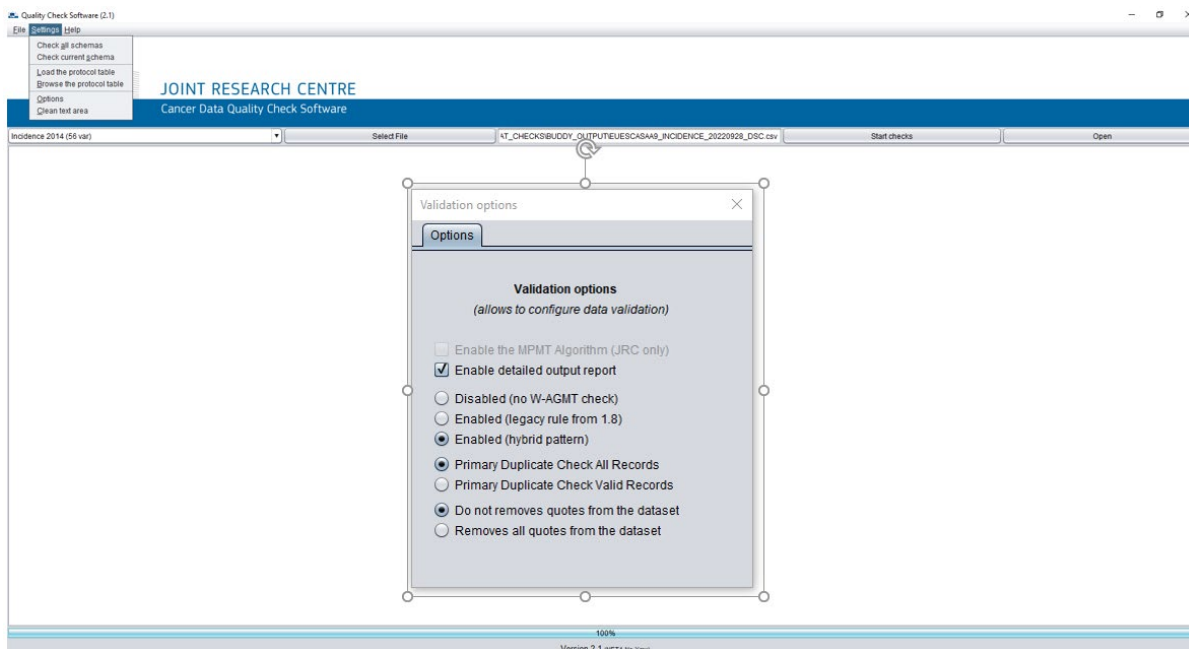 Quality Check Software (2.1)
File Settings Help
Check all schemas
Check current schema
Load the protocol table
Browse the protocol table
Options
Clean text area
JOINT RESEARCH CENTRE
Cancer Data Quality Check Software
Incidence 2014 (56 var) Select File \T_CHECKS\BUDDY_OUTPUT\EUESCASAA9_INCIDENCE_20220928_DSC.csv Start checks Open
Validation options
Options
Validation options
(allows to configure data validation)
Enable the MPMT Algorithm (JRC only)
Enable detailed output report
Disabled (no W-AGMT check)
Enabled (legacy rule from 1.8)
Enabled (hybrid pattern)
Primary Duplicate Check All Records
Primary Duplicate Check Valid Records
Do not removes quotes from the dataset
Removes all quotes from the dataset
100%
Version 2.1